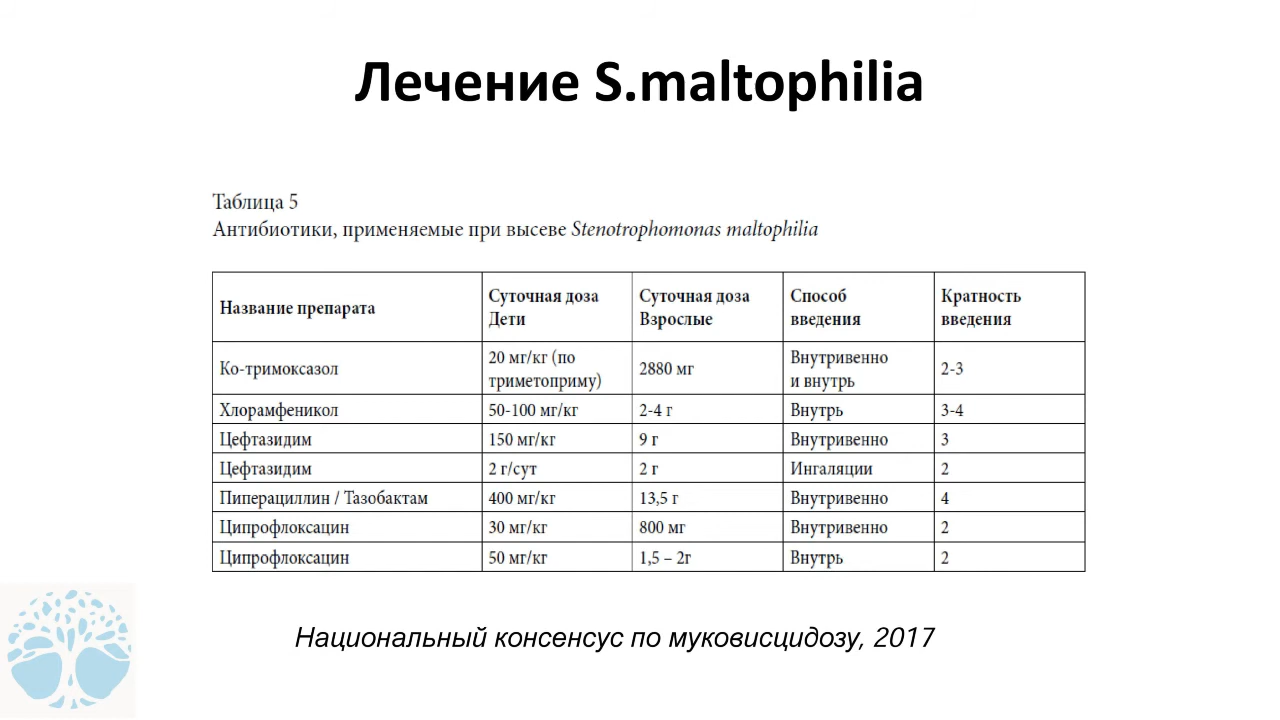 Лечение S.maltophilia
Таблица 5
Антибиотики, применяемые при высеве Stenotrophomonas maltophilia
Название препарата
Суточная доза
Дети
Суточная доза
Взрослые
Способ
введения
Кратность
введения
Ко-тримоксазол
20 мг/кг (по
триметоприму)
2880 мг
Внутривенно
и внутрь
2-3
Хлорамфеникол
50-100 мг/кг
2-4 г
Внутрь
3-4
Цефтазидим
150 мг/кг
9 г
Внутривенно
3
Цефтазидим
2 г/сут
2 г
Ингаляции
2
Пиперациллин / Тазобактам
400 мг/кг
13,5 г
Внутривенно
4
Ципрофлоксацин
30 мг/кг
800 мг
Внутривенно
2
Ципрофлоксацин
50 мг/кг
1,5 – 2г
Внутрь
2
Национальный консенсус по муковисцидозу, 2017